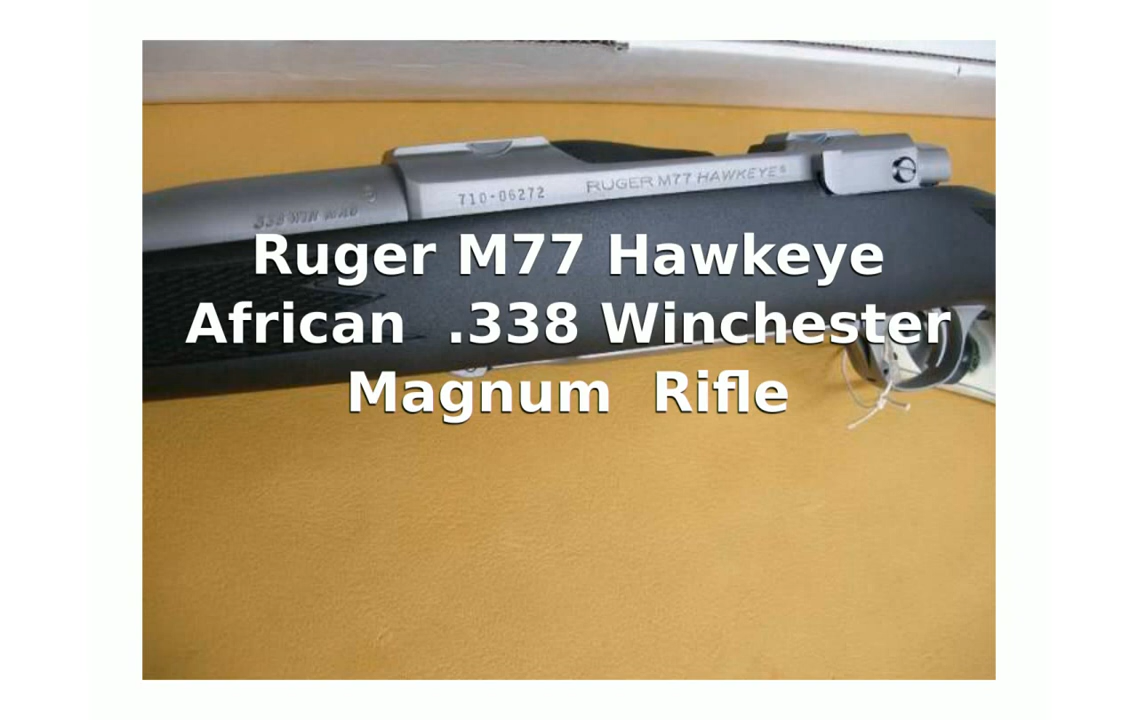 710-06272 RUGER M77 HAWKEYE®
.338 WIN MAG
Ruger M77 Hawkeye
African .338 Winchester
Magnum Rifle